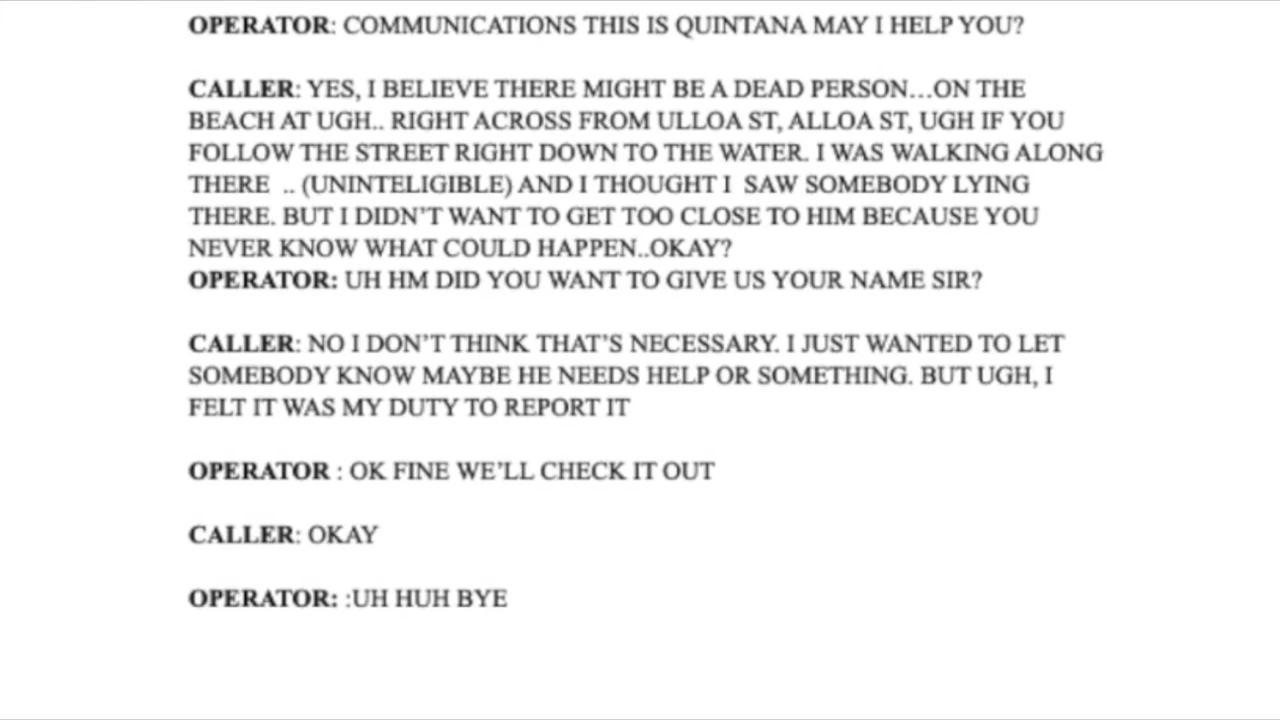 OPERATOR: COMMUNICATIONS THIS IS QUINTANA MAY I HELP YOU?
CALLER: YES, I BELIEVE THERE MIGHT BE A DEAD PERSON…ON THE
BEACH AT UGH.. RIGHT ACROSS FROM ULLOA ST, ALLOA ST, UGH IF YOU
FOLLOW THE STREET RIGHT DOWN TO THE WATER. I WAS WALKING ALONG
THERE  .. (UNINTELIGIBLE) AND I THOUGHT I  SAW SOMEBODY LYING
THERE. BUT I DIDN’T WANT TO GET TOO CLOSE TO HIM BECAUSE YOU
NEVER KNOW WHAT COULD HAPPEN..OKAY?
OPERATOR: UH HM DID YOU WANT TO GIVE US YOUR NAME SIR?
CALLER: NO I DON’T THINK THAT’S NECESSARY. I JUST WANTED TO LET
SOMEBODY KNOW MAYBE HE NEEDS HELP OR SOMETHING. BUT UGH, I
FELT IT WAS MY DUTY TO REPORT IT
OPERATOR : OK FINE WE’LL CHECK IT OUT
CALLER: OKAY
OPERATOR: :UH HUH BYE